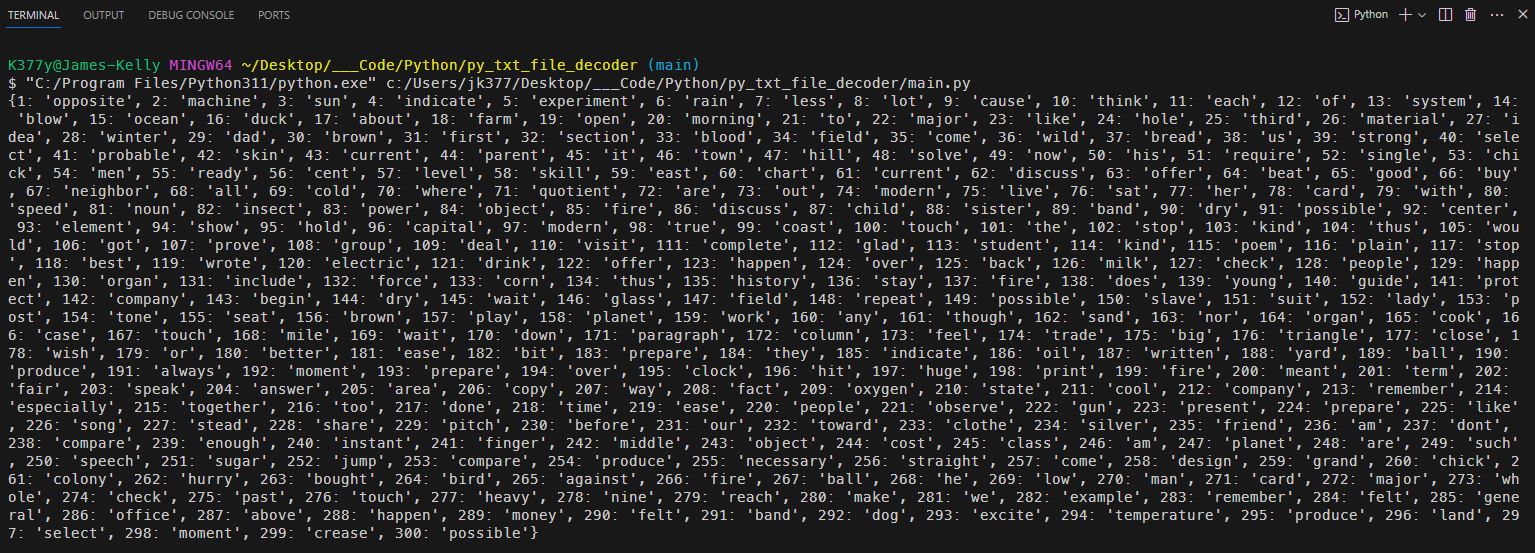 TERMINAL OUTPUT DEBUG CONSOLE PORTS Python
K377y@James-Kelly MINGW64 ~/Desktop/___Code/Python/py_txt_file_decoder (main)
$ "C:/Program Files/Python311/python.exe" c:/Users/jk377/Desktop/___Code/Python/py_txt_file_decoder/main.py
{1: 'opposite', 2: 'machine', 3: 'sun', 4: 'indicate', 5: 'experiment', 6: 'rain', 7: 'less', 8: 'lot', 9: 'cause', 10: 'think', 11: 'each', 12: 'of', 13: 'system', 14:
'blow', 15: 'ocean', 16: 'duck', 17: 'about', 18: 'farm', 19: 'open', 20: 'morning', 21: 'to', 22: 'major', 23: 'like', 24: 'hole', 25: 'third', 26: 'material', 27: 'i
dea', 28: 'winter', 29: 'dad', 30: 'brown', 31: 'first', 32: 'section', 33: 'blood', 34: 'field', 35: 'come', 36: 'wild', 37: 'bread', 38: 'us', 39: 'strong', 40: 'sele
ct', 41: 'probable', 42: 'skin', 43: 'current', 44: 'parent', 45: 'it', 46: 'town', 47: 'hill', 48: 'solve', 49: 'now', 50: 'his', 51: 'require', 52: 'single', 53: 'chi
ck', 54: 'men', 55: 'ready', 56: 'cent', 57: 'level', 58: 'skill', 59: 'east', 60: 'chart', 61: 'current', 62: 'discuss', 63: 'offer', 64: 'beat', 65: 'good', 66: 'buy'
, 67: 'neighbor', 68: 'all', 69: 'cold', 70: 'where', 71: 'quotient', 72: 'are', 73: 'out', 74: 'modern', 75: 'live', 76: 'sat', 77: 'her', 78: 'card', 79: 'with', 80:
'speed', 81: 'noun', 82: 'insect', 83: 'power', 84: 'object', 85: 'fire', 86: 'discuss', 87: 'child', 88: 'sister', 89: 'band', 90: 'dry', 91: 'possible', 92: 'center',
93: 'element', 94: 'show', 95: 'hold', 96: 'capital', 97: 'modern', 98: 'true', 99: 'coast', 100: 'touch', 101: 'the', 102: 'stop', 103: 'kind', 104: 'thus', 105: 'wou
ld', 106: 'got', 107: 'prove', 108: 'group', 109: 'deal', 110: 'visit', 111: 'complete', 112: 'glad', 113: 'student', 114: 'kind', 115: 'poem', 116: 'plain', 117: 'stop
', 118: 'best', 119: 'wrote', 120: 'electric', 121: 'drink', 122: 'offer', 123: 'happen', 124: 'over', 125: 'back', 126: 'milk', 127: 'check', 128: 'people', 129: 'happ
en', 130: 'organ', 131: 'include', 132: 'force', 133: 'corn', 134: 'thus', 135: 'history', 136: 'stay', 137: 'fire', 138: 'does', 139: 'young', 140: 'guide', 141: 'prot
ect', 142: 'company', 143: 'begin', 144: 'dry', 145: 'wait', 146: 'glass', 147: 'field', 148: 'repeat', 149: 'possible', 150: 'slave', 151: 'suit', 152: 'lady', 153: 'p
ost', 154: 'tone', 155: 'seat', 156: 'brown', 157: 'play', 158: 'planet', 159: 'work', 160: 'any', 161: 'though', 162: 'sand', 163: 'nor', 164: 'organ', 165: 'cook', 16
6: 'case', 167: 'touch', 168: 'mile', 169: 'wait', 170: 'down', 171: 'paragraph', 172: 'column', 173: 'feel', 174: 'trade', 175: 'big', 176: 'triangle', 177: 'close', 1
78: 'wish', 179: 'or', 180: 'better', 181: 'ease', 182: 'bit', 183: 'prepare', 184: 'they', 185: 'indicate', 186: 'oil', 187: 'written', 188: 'yard', 189: 'ball', 190:
'produce', 191: 'always', 192: 'moment', 193: 'prepare', 194: 'over', 195: 'clock', 196: 'hit', 197: 'huge', 198: 'print', 199: 'fire', 200: 'meant', 201: 'term', 202:
'fair', 203: 'speak', 204: 'answer', 205: 'area', 206: 'copy', 207: 'way', 208: 'fact', 209: 'oxygen', 210: 'state', 211: 'cool', 212: 'company', 213: 'remember', 214:
'especially', 215: 'together', 216: 'too', 217: 'done', 218: 'time', 219: 'ease', 220: 'people', 221: 'observe', 222: 'gun', 223: 'present', 224: 'prepare', 225: 'like'
, 226: 'song', 227: 'stead', 228: 'share', 229: 'pitch', 230: 'before', 231: 'our', 232: 'toward', 233: 'clothe', 234: 'silver', 235: 'friend', 236: 'am', 237: 'dont',
238: 'compare', 239: 'enough', 240: 'instant', 241: 'finger', 242: 'middle', 243: 'object', 244: 'cost', 245: 'class', 246: 'am', 247: 'planet', 248: 'are', 249: 'such'
, 250: 'speech', 251: 'sugar', 252: 'jump', 253: 'compare', 254: 'produce', 255: 'necessary', 256: 'straight', 257: 'come', 258: 'design', 259: 'grand', 260: 'chick', 2
61: 'colony', 262: 'hurry', 263: 'bought', 264: 'bird', 265: 'against', 266: 'fire', 267: 'ball', 268: 'he', 269: 'low', 270: 'man', 271: 'card', 272: 'major', 273: 'wh
ole', 274: 'check', 275: 'past', 276: 'touch', 277: 'heavy', 278: 'nine', 279: 'reach', 280: 'make', 281: 'we', 282: 'example', 283: 'remember', 284: 'felt', 285: 'gene
ral', 286: 'office', 287: 'above', 288: 'happen', 289: 'money', 290: 'felt', 291: 'band', 292: 'dog', 293: 'excite', 294: 'temperature', 295: 'produce', 296: 'land', 29
7: 'select', 298: 'moment', 299: 'crease', 300: 'possible'}